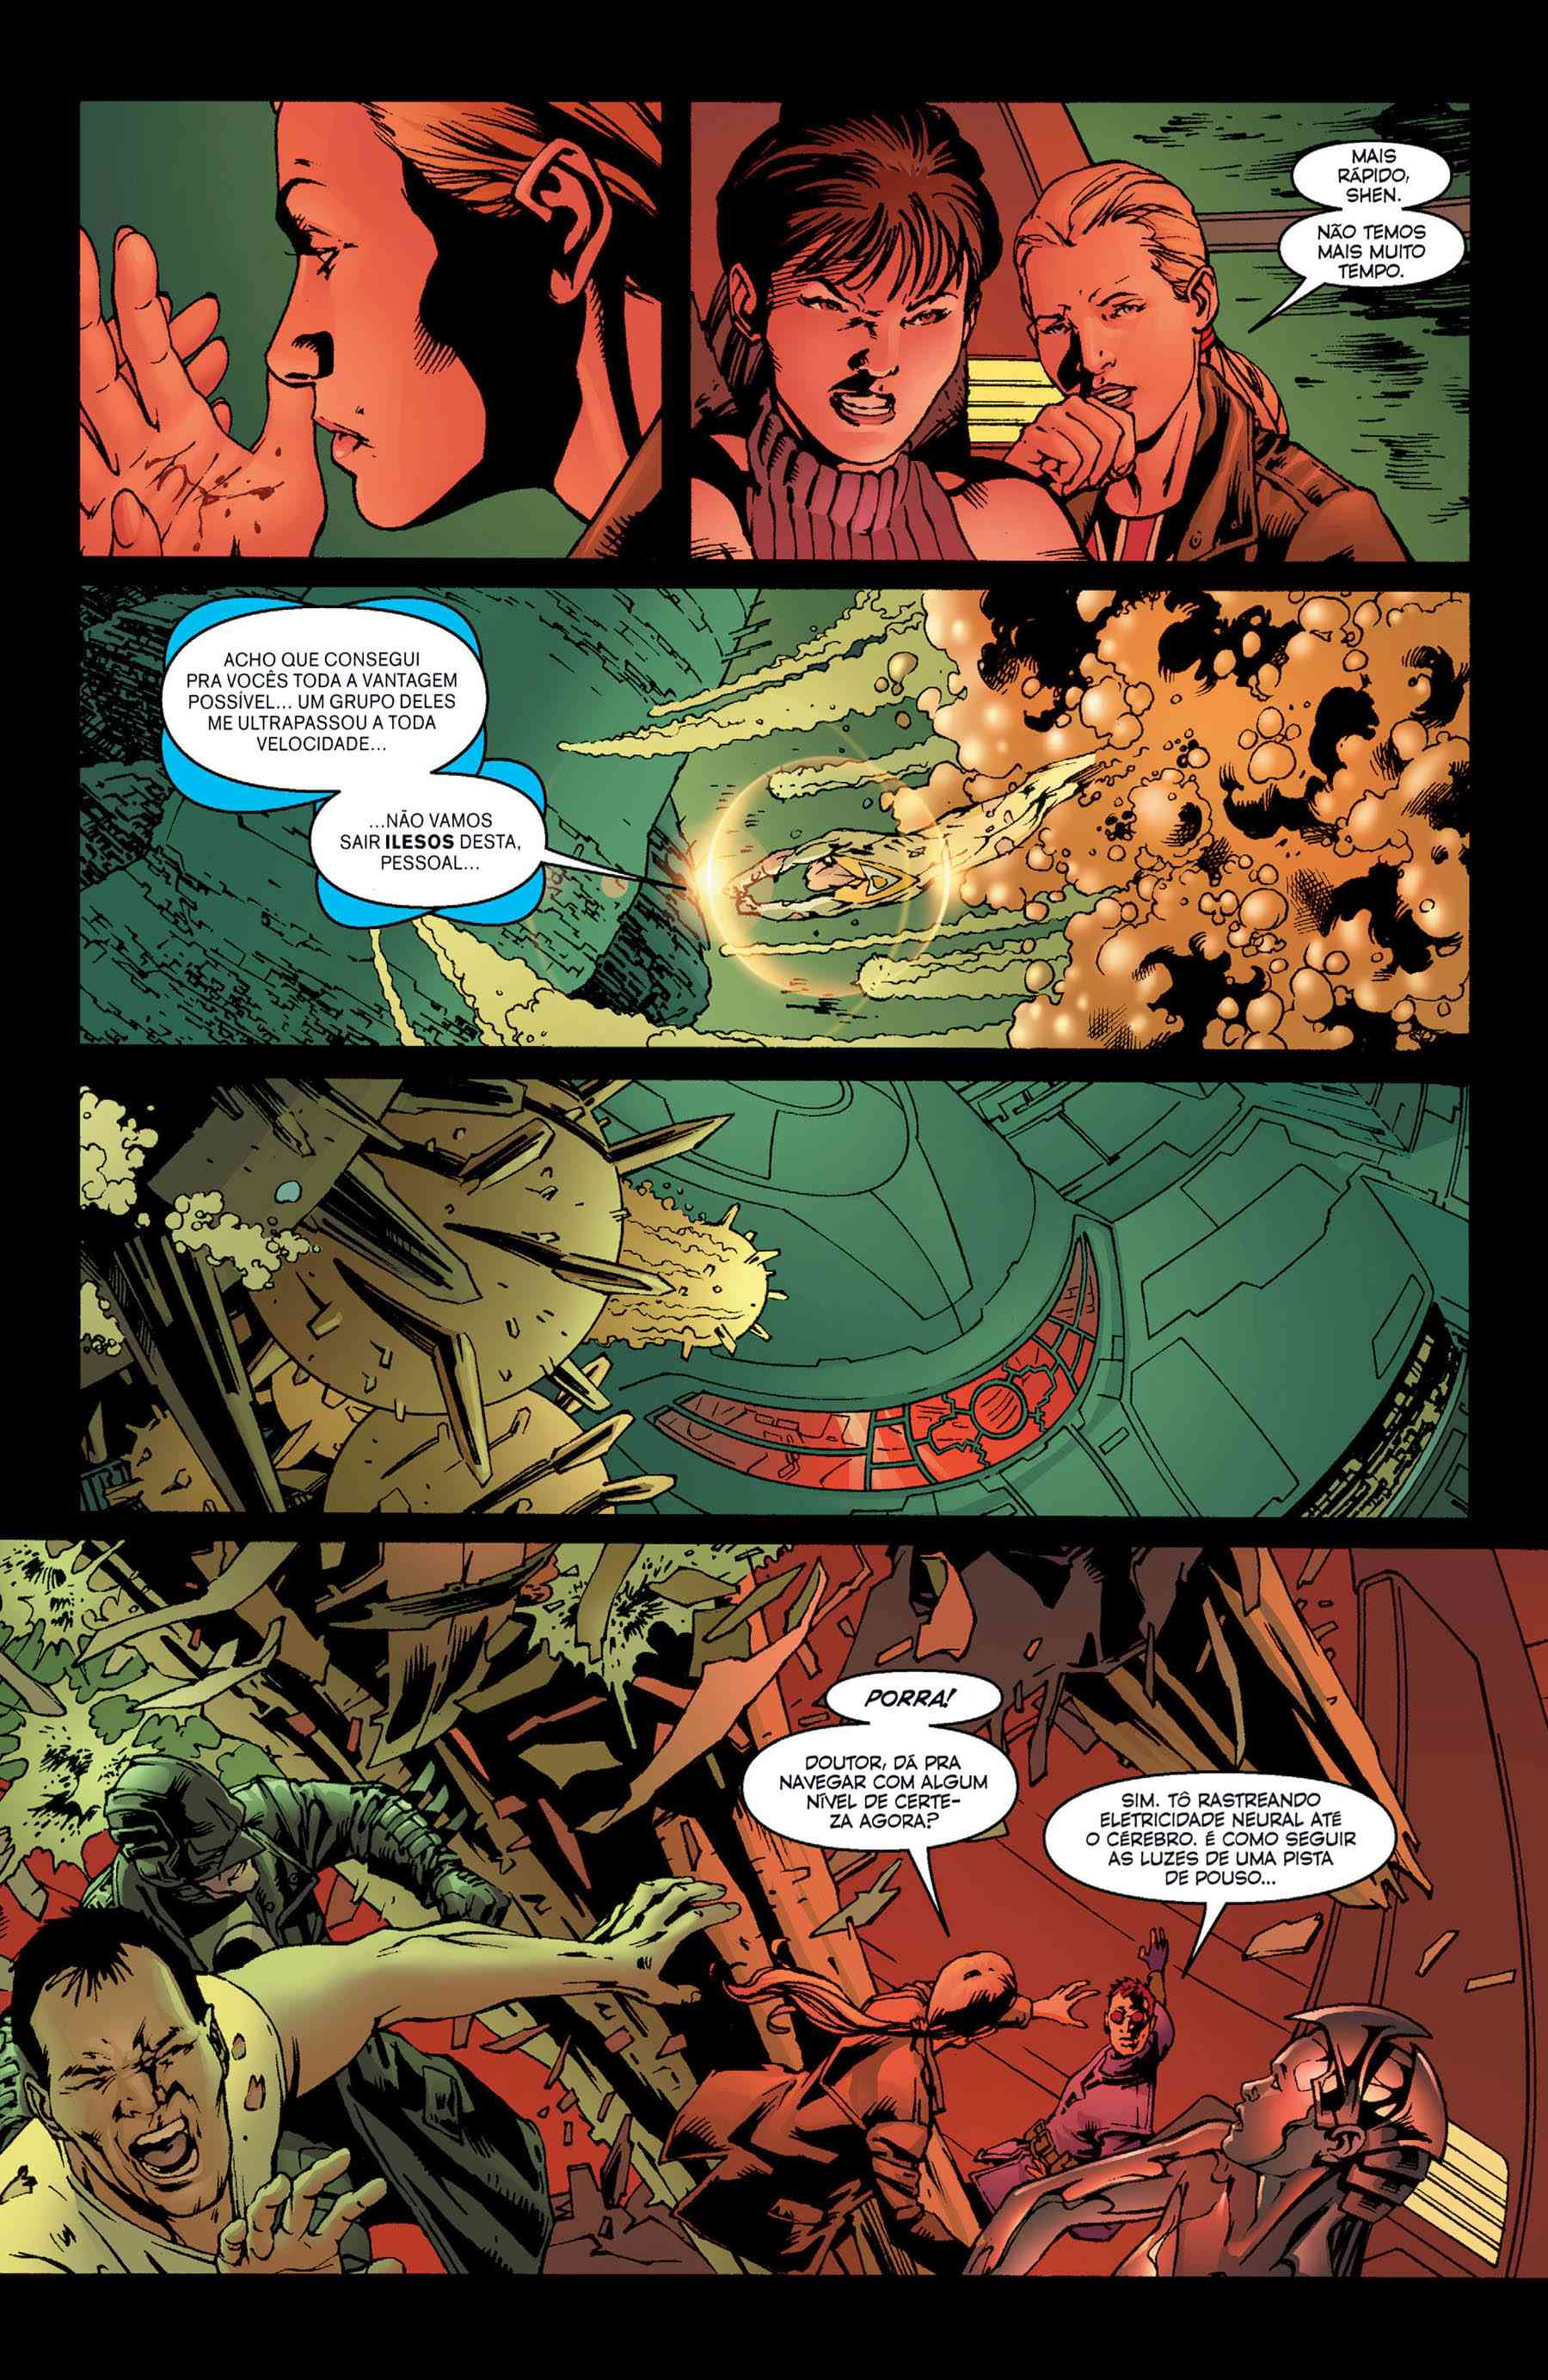 MAIS
RÁPIDO,
SHEN.
NÃO TEMOS
MAIS MUITO
TEMPO.
ACHO QUE CONSEGUI
PRA VOCÊS TODA A VANTAGEM
POSSÍVEL... UM GRUPO DELES
ME ULTRAPASSOU A TODA
VELOCIDADE...
...NÃO VAMOS
SAIR ILESOS DESTA,
PESSOAL...
PORRA!
DOUTOR, DÁ PRA
NAVEGAR COM ALGUM
NÍVEL DE CERTE-
ZA AGORA?
SIM. TÔ RASTREANDO
ELETRICIDADE NEURAL ATÉ
O CÉREBRO. É COMO SEGUIR
AS LUZES DE UMA PISTA
DE POUSO...